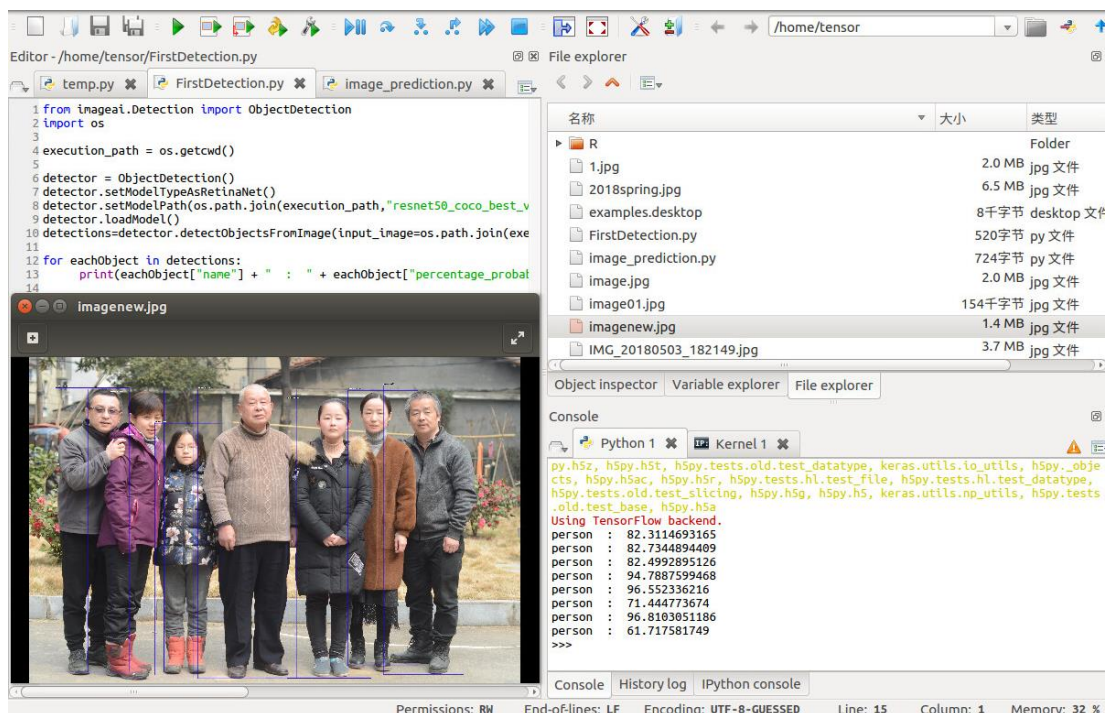 /home/tensor
Editor - /home/tensor/FirstDetection.py
temp.py
FirstDetection.py
image_prediction.py
1 from imageai.Detection import ObjectDetection
2 import os
3
4 execution_path = os.getcwd()
5
6 detector = ObjectDetection()
7 detector.setModelTypeAsRetinaNet()
8 detector.setModelPath(os.path.join(execution_path,"resnet50_coco_best_v
9 detector.loadModel()
10 detections=detector.detectObjectsFromImage(input_image=os.path.join(exe
11
12 for eachObject in detections:
13 print(eachObject["name"] + " : " + eachObject["percentage_probab
14
imagenew.jpg
File explorer
名称 大小 类型
R Folder
1.jpg 2.0 MB jpg 文件
2018spring.jpg 6.5 MB jpg 文件
examples.desktop 8千字节 desktop 文件
FirstDetection.py 520字节 py 文件
image_prediction.py 724字节 py 文件
image.jpg 2.0 MB jpg 文件
image01.jpg 154千字节 jpg 文件
imagenew.jpg 1.4 MB jpg 文件
IMG_20180503_182149.jpg 3.7 MB jpg 文件
Object inspector Variable explorer File explorer
Console
Python 1 IP: Kernel 1
py.h5z, h5py.h5t, h5py.tests.old.test_datatype, keras.utils.io_utils, h5py._obje
cts, h5py.h5ac, h5py.h5r, h5py.tests.hl.test_file, h5py.tests.hl.test_datatype,
h5py.tests.old.test_slicing, h5py.h5g, h5py.h5, keras.utils.np_utils, h5py.tests
.old.test_base, h5py.h5a
Using TensorFlow backend.
person : 82.3114693165
person : 82.7344894409
person : 82.4992895126
person : 94.7887599468
person : 96.552336216
person : 71.444773674
person : 96.8103051186
person : 61.717581749
>>>
Console History log IPython console
Permissions: RW End-of-lines: LF Encoding: UTF-8-GUESSED Line: 15 Column: 1 Memory: 32 %